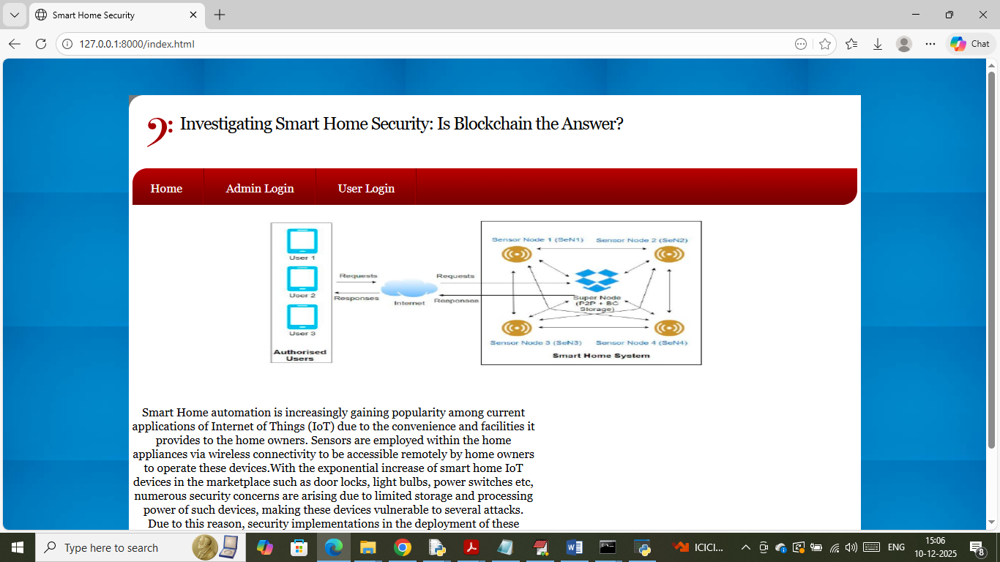 Smart Home Security
127.0.0.1:8000/index.html
Chat
Investigating Smart Home Security: Is Blockchain the Answer?
Home
Admin Login
User Login
User 1
User 2
User 3
Authorised
Users
Requests
Responses
Internet
Requests
Responses
Sensor Node 1 (SeN1)
Sensor Node 2 (SeN2)
Super Node
(P2P + BC
Storage)
Sensor Node 3 (SeN3)
Sensor Node 4 (SeN4)
Smart Home System
Smart Home automation is increasingly gaining popularity among current
applications of Internet of Things (IoT) due to the convenience and facilities it
provides to the home owners. Sensors are employed within the home
appliances via wireless connectivity to be accessible remotely by home owners
to operate these devices.With the exponential increase of smart home IoT
devices in the marketplace such as door locks, light bulbs, power switches etc,
numerous security concerns are arising due to limited storage and processing
power of such devices, making these devices vulnerable to several attacks.
Due to this reason, security implementations in the deployment of these
Type here to search
ICICI...
ENG
15:06
10-12-2025
8